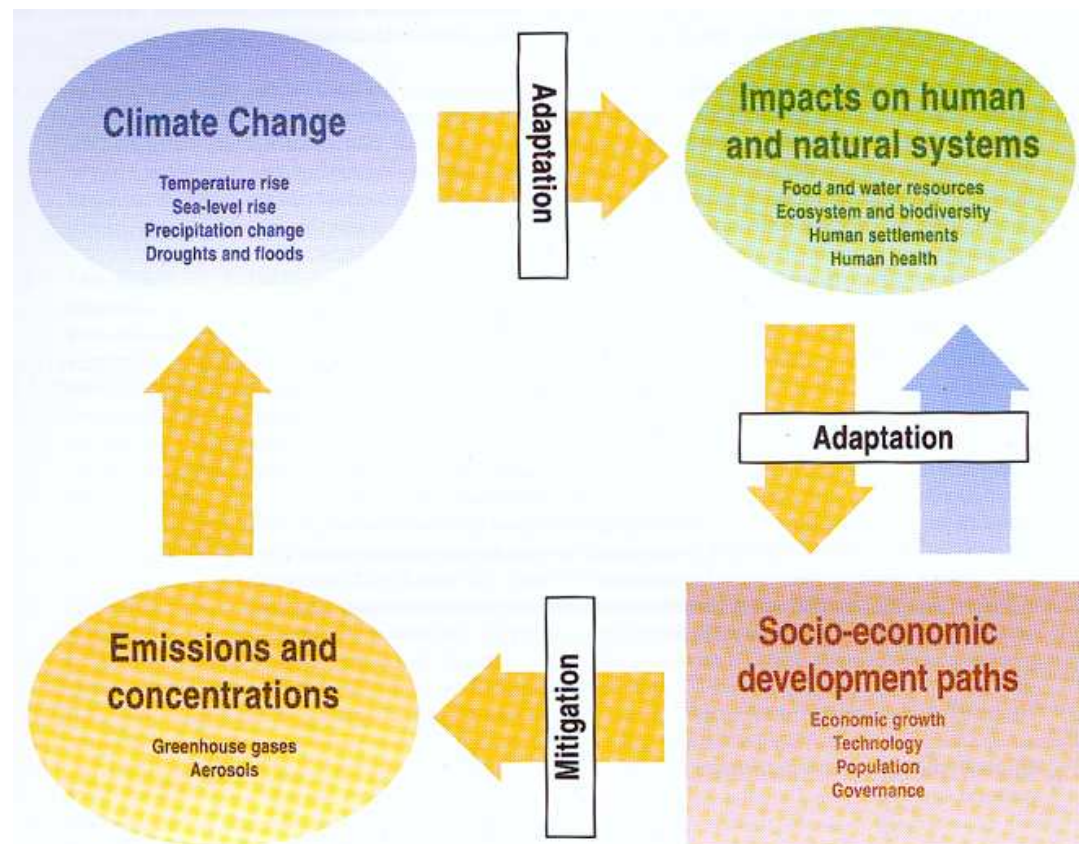 Climate Change
Temperature rise
Sea-level rise
Precipitation change
Droughts and floods
Adaptation
Impacts on human
and natural systems
Food and water resources
Ecosystem and biodiversity
Human settlements
Human health
Adaptation
Emissions and
concentrations
Greenhouse gases
Aerosols
Mitigation
Socio-economic
development paths
Economic growth
Technology
Population
Governance